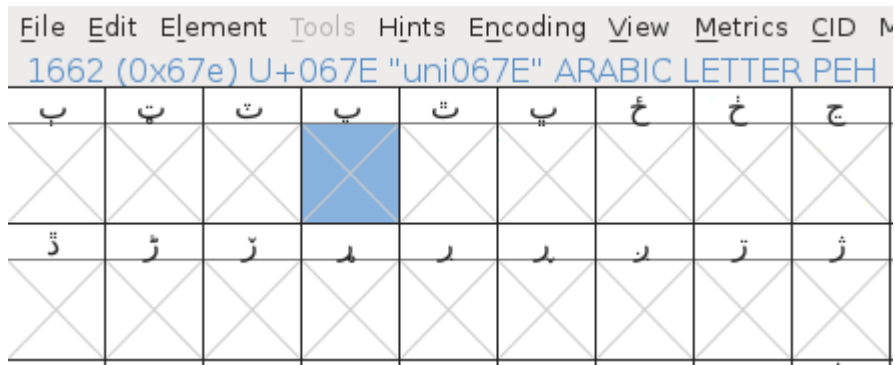 File Edit Element Tools Hints Encoding View Metrics CID
1662 (0x67e) U+067E "uni067E" ARABIC LETTER PEH
ٻ ټ ٽ پ ٿ ڀ ځ ڂ ڃ
ڐ ڑ ڒ ړ ڔ ڕ ږ ڗ ژ